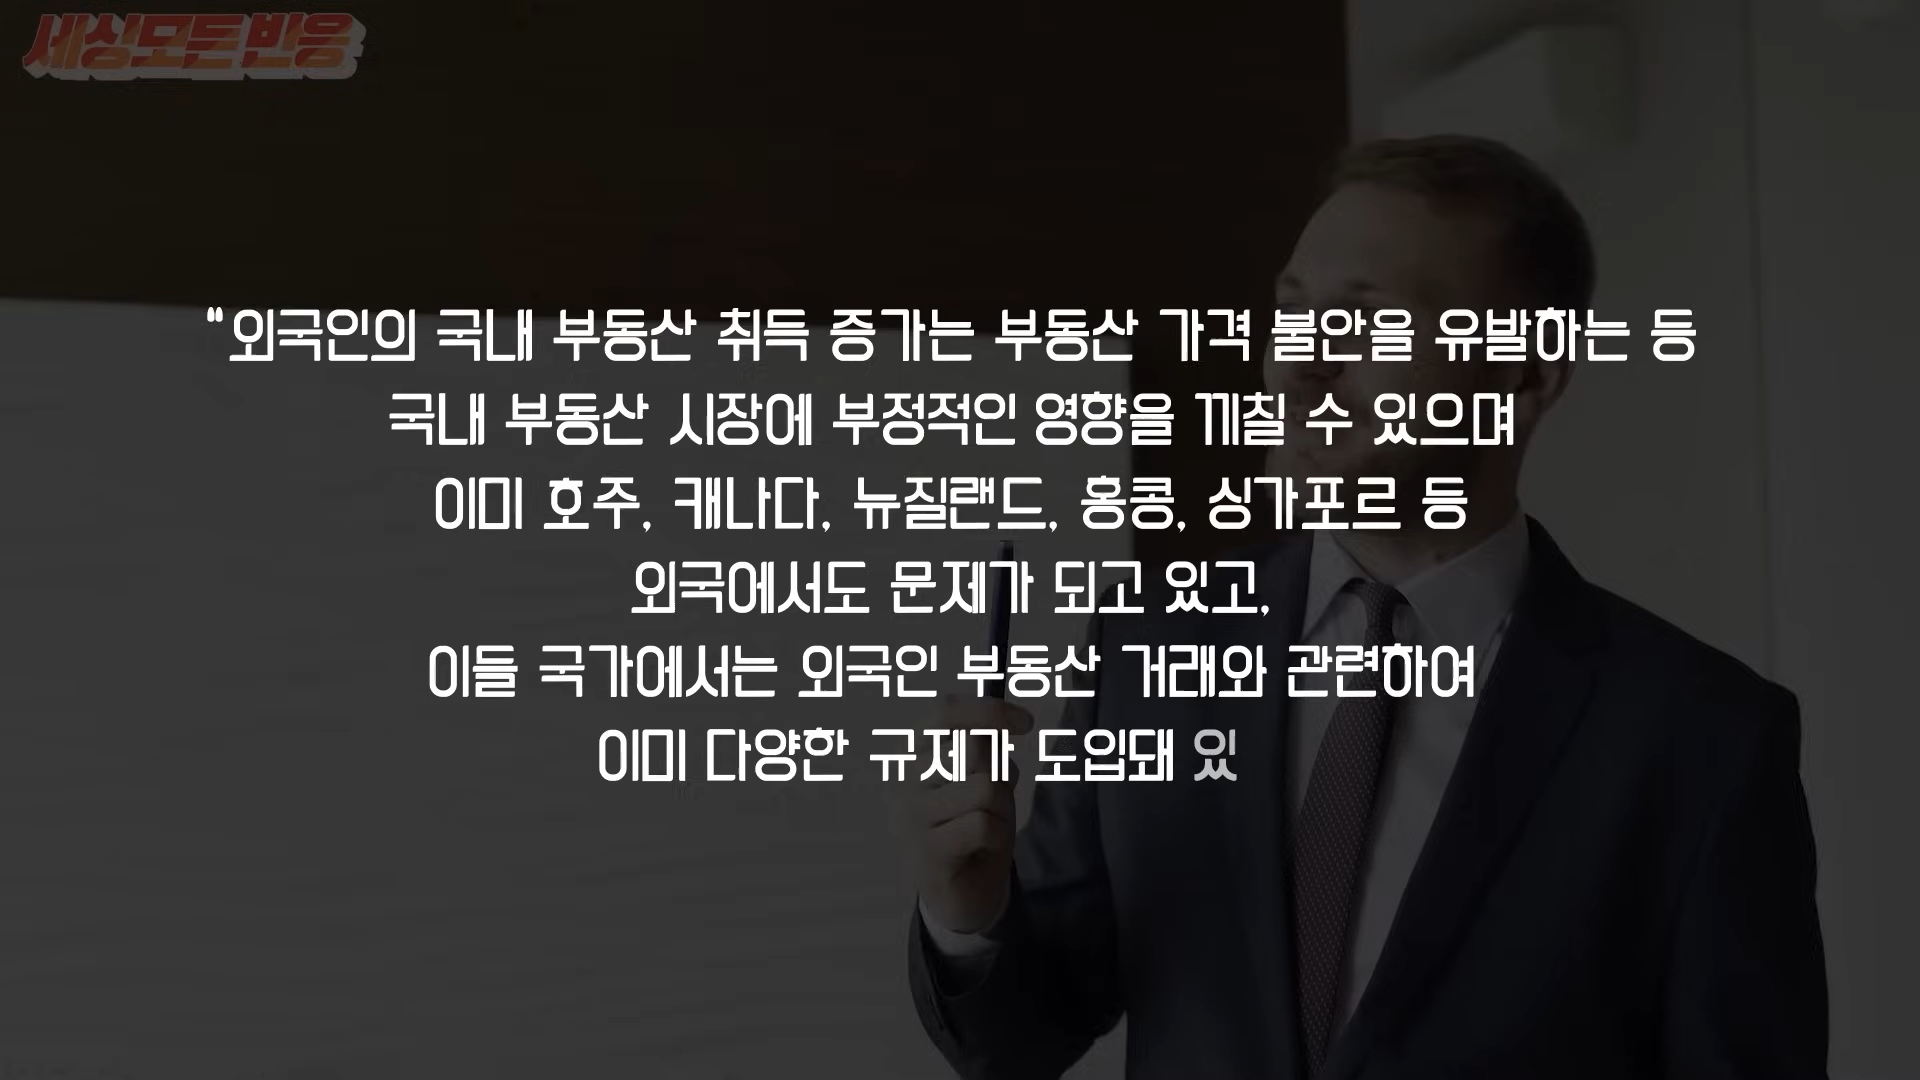 세상모든반응
"외국인의 국내 부동산 취득 증가는 부동산 가격 불안을 유발하는 등
국내 부동산 시장에 부정적인 영향을 끼칠 수 있으며
이미 호주, 캐나다, 뉴질랜드, 홍콩, 싱가포르 등
외국에서도 문제가 되고 있고,
이들 국가에서는 외국인 부동산 거래와 관련하여
이미 다양한 규제가 도입돼 있